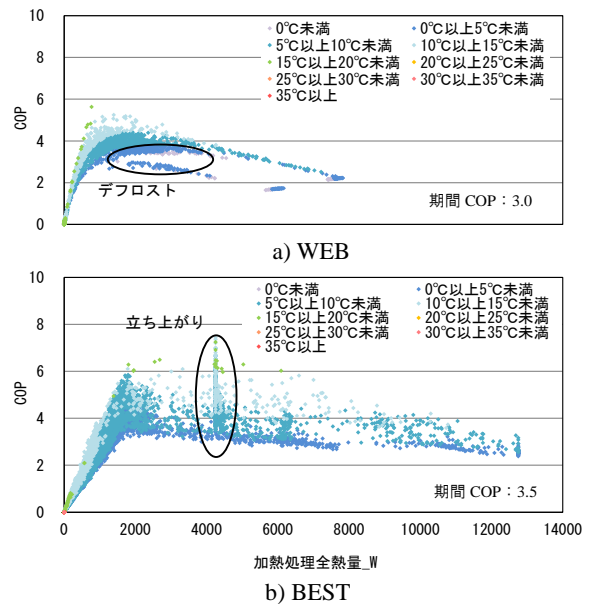 10
8
6
4
2
0
COP
0℃未満
0℃以上5℃未満
5℃以上10℃未満
10℃以上15℃未満
15℃以上20℃未満
20℃以上25℃未満
25℃以上30℃未満
30℃以上35℃未満
35℃以上
デフロスト
期間 COP：3.0
a) WEB
10
8
6
4
2
0
COP
0℃未満
0℃以上5℃未満
5℃以上10℃未満
10℃以上15℃未満
15℃以上20℃未満
20℃以上25℃未満
25℃以上30℃未満
30℃以上35℃未満
35℃以上
立ち上がり
期間 COP：3.5
0 2000 4000 6000 8000 10000 12000 14000
加熱処理全熱量_W
b) BEST